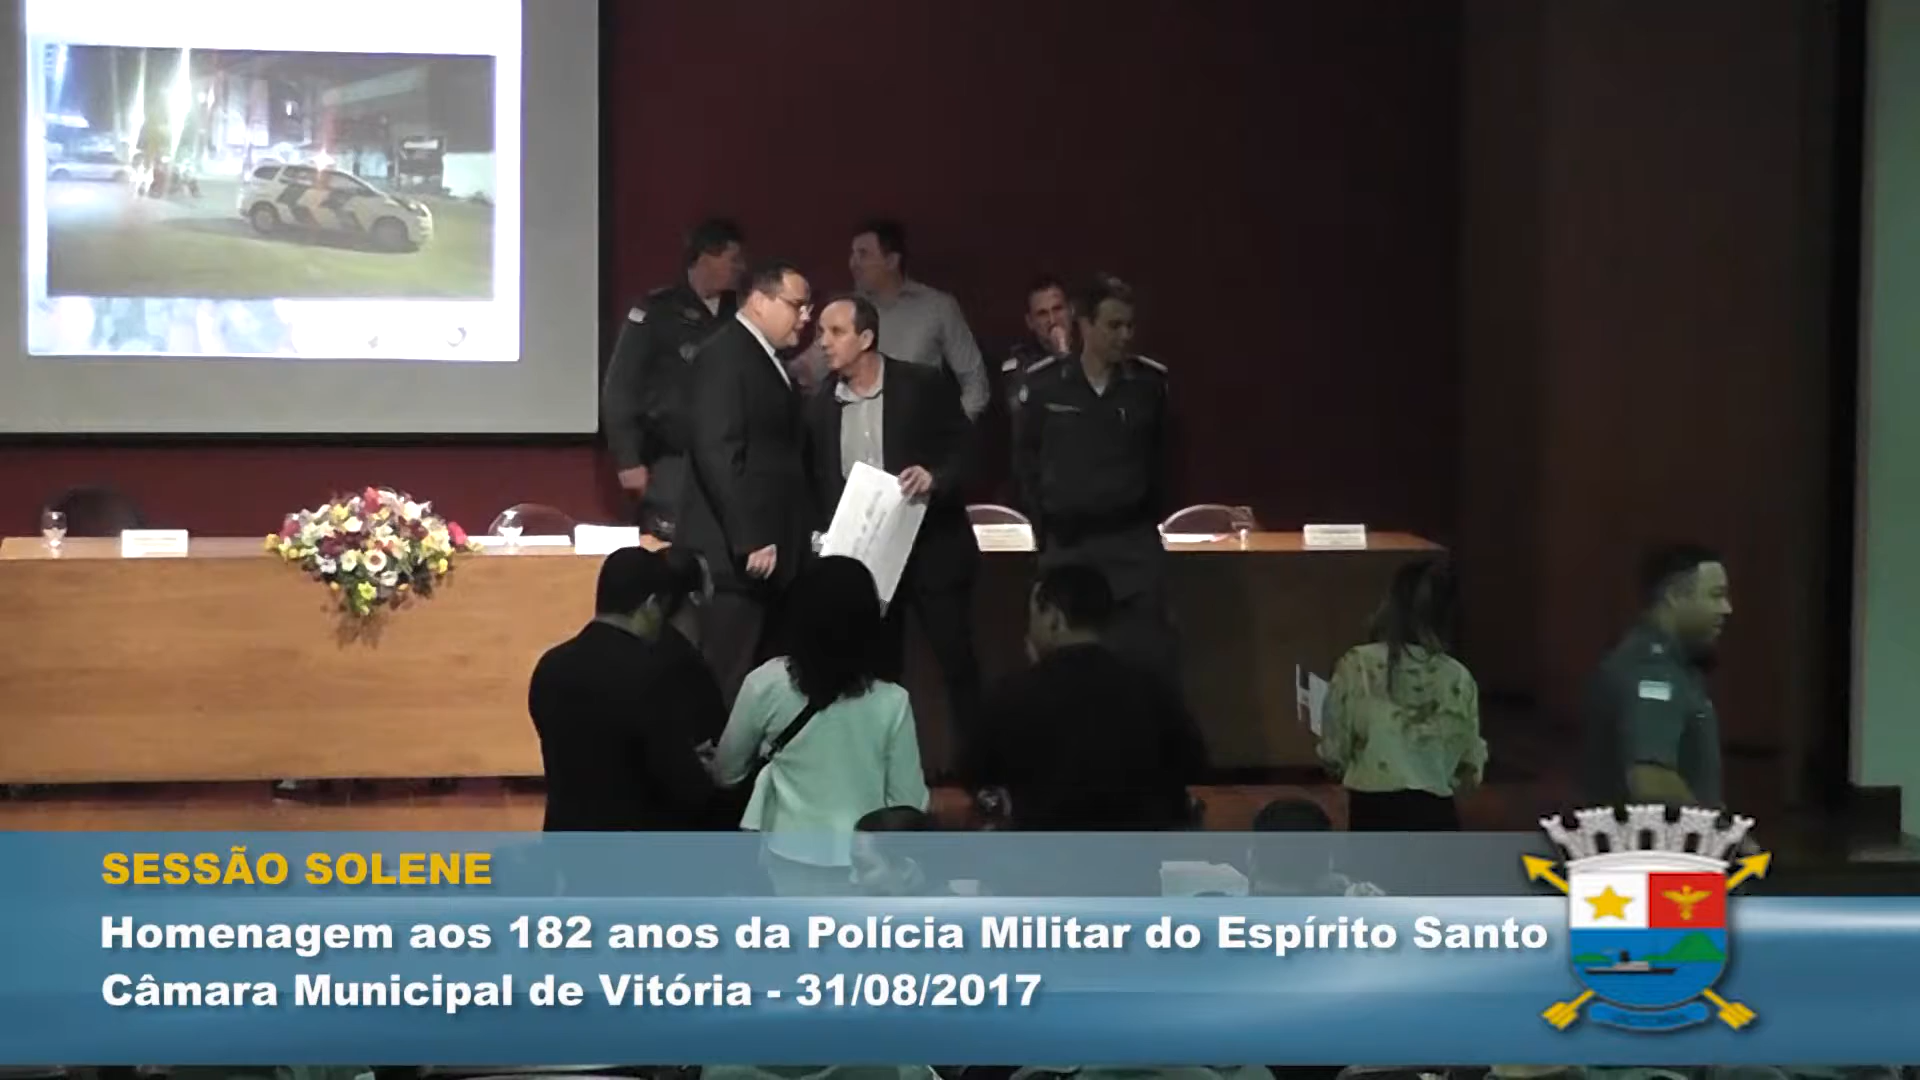 SESSÃO SOLENE
Homenagem aos 182 anos da Polícia Militar do Espírito Santo
Câmara Municipal de Vitória - 31/08/2017